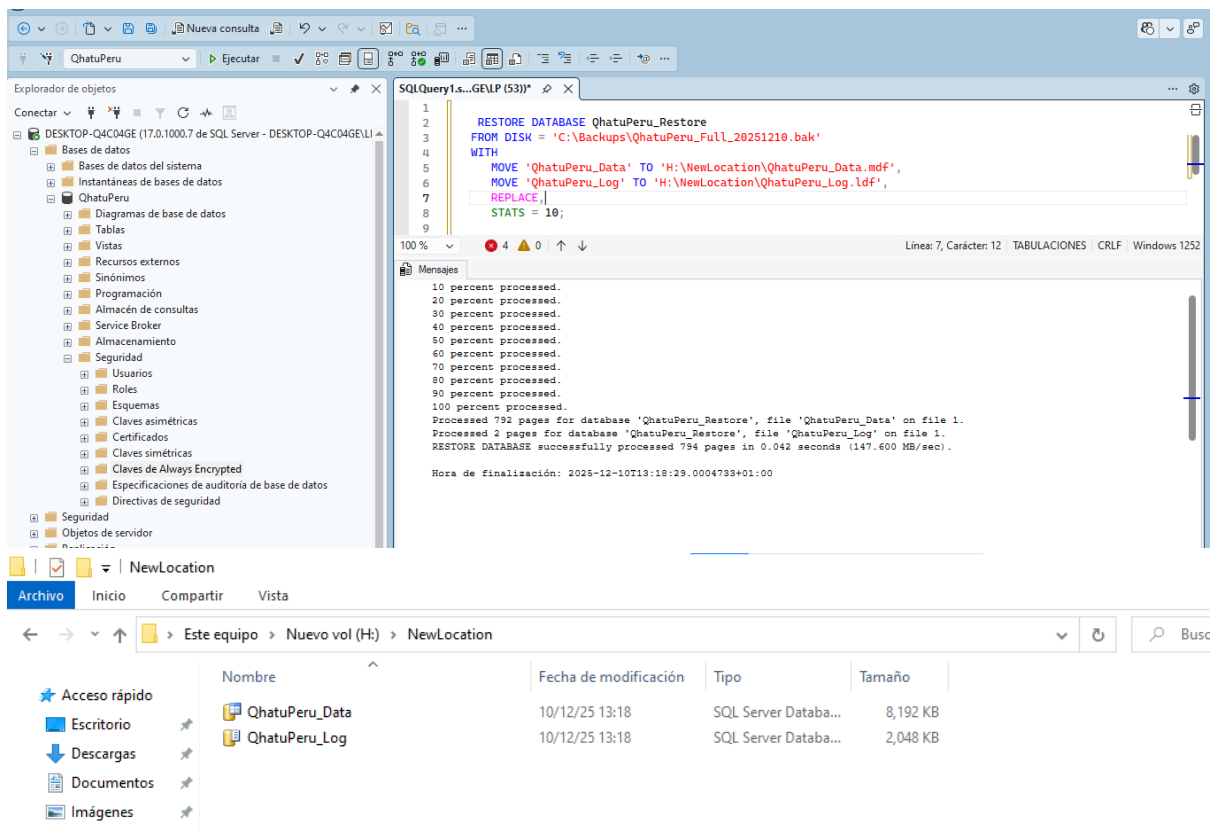 Nueva consulta
QhatuPeru
Ejecutar
Explorador de objetos
Conectar
DESKTOP-Q4C04GE (17.0.1000.7 de SQL Server - DESKTOP-Q4C04GE\LI
Bases de datos
Bases de datos del sistema
Instantáneas de bases de datos
QhatuPeru
Diagramas de base de datos
Tablas
Vistas
Recursos externos
Sinónimos
Programación
Almacén de consultas
Service Broker
Almacenamiento
Seguridad
Usuarios
Roles
Esquemas
Claves asimétricas
Certificados
Claves simétricas
Claves de Always Encrypted
Especificaciones de auditoría de base de datos
Directivas de seguridad
Seguridad
Objetos de servidor
SQLQuery1.s...GE\LP (53))*
1
2 RESTORE DATABASE QhatuPeru_Restore
3 FROM DISK = 'C:\Backups\QhatuPeru_Full_20251210.bak'
4 WITH
5 MOVE 'QhatuPeru_Data' TO 'H:\NewLocation\QhatuPeru_Data.mdf',
6 MOVE 'QhatuPeru_Log' TO 'H:\NewLocation\QhatuPeru_Log.ldf',
7 REPLACE,
8 STATS = 10;
9
100 % 4 0 Línea: 7, Carácter: 12 TABULACIONES CRLF Windows 1252
Mensajes
10 percent processed.
20 percent processed.
30 percent processed.
40 percent processed.
50 percent processed.
60 percent processed.
70 percent processed.
80 percent processed.
90 percent processed.
100 percent processed.
Processed 792 pages for database 'QhatuPeru_Restore', file 'QhatuPeru_Data' on file 1.
Processed 2 pages for database 'QhatuPeru_Restore', file 'QhatuPeru_Log' on file 1.
RESTORE DATABASE successfully processed 794 pages in 0.042 seconds (147.600 MB/sec).
Hora de finalización: 2025-12-10T13:18:29.0004733+01:00
NewLocation
Archivo Inicio Compartir Vista
Este equipo > Nuevo vol (H:) > NewLocation
Busc
Acceso rápido
Escritorio
Descargas
Documentos
Imágenes
Nombre Fecha de modificación Tipo Tamaño
QhatuPeru_Data 10/12/25 13:18 SQL Server Databa... 8,192 KB
QhatuPeru_Log 10/12/25 13:18 SQL Server Databa... 2,048 KB